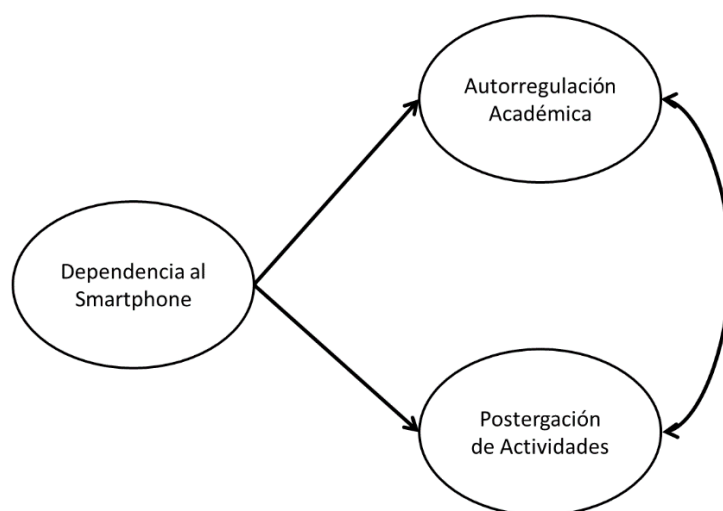 Autorregulación
Académica
Dependencia al
Smartphone
Postergación
de Actividades